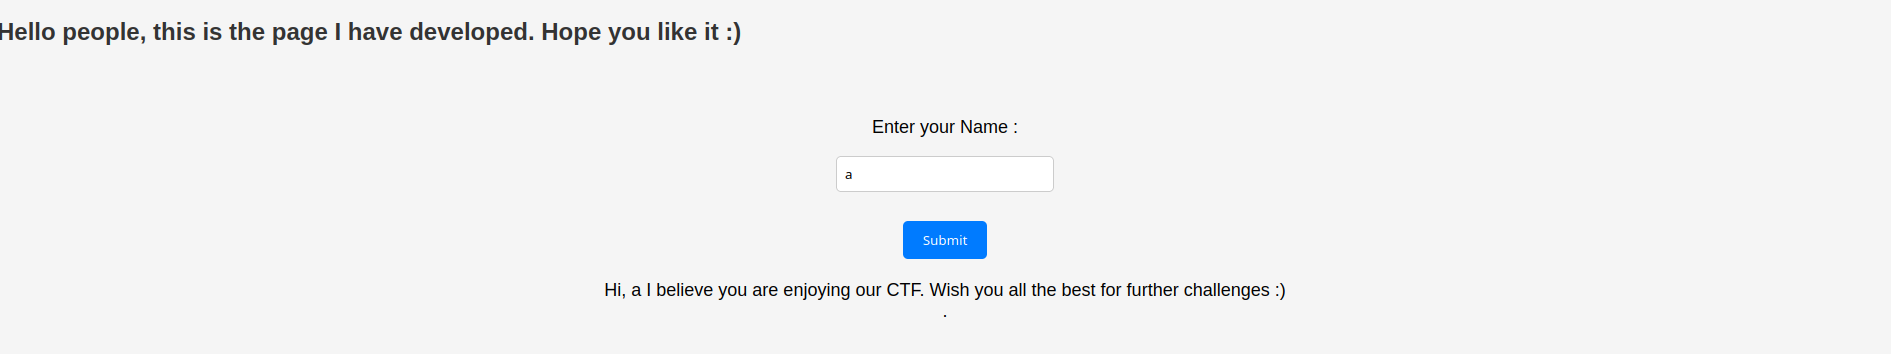 Hello people, this is the page I have developed. Hope you like it :)
Enter your Name :
a
Submit
Hi, a I believe you are enjoying our CTF. Wish you all the best for further challenges :)
.